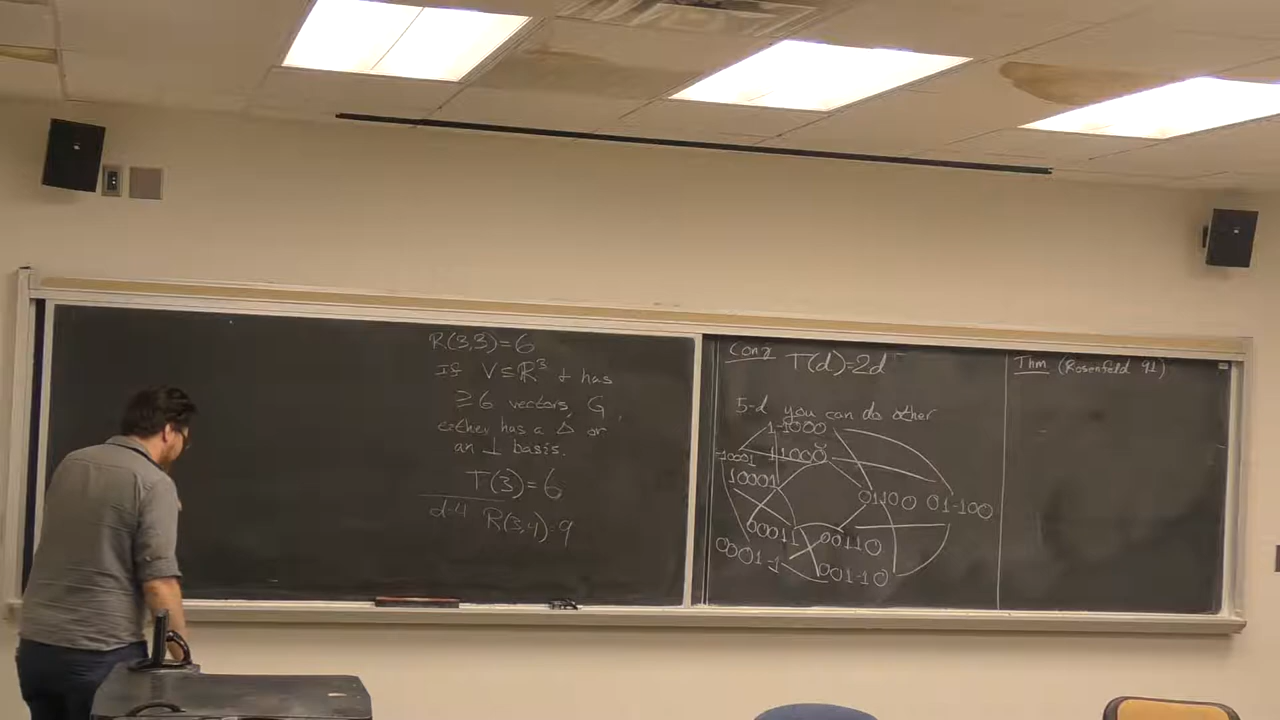 R(3,3)=6
If V⊆ℝ³ + has
≥6 vectors, G,
either has a △ or
an ⊥ basis.
T(3)=6
d=4 R(3,4)=9
Conj T(d)=2d
5-d you can do other
1-1000
-10001 11000
10001
01100 01-100
00011 00110
0001-1 001-10
Thm (Rosenfeld 91)